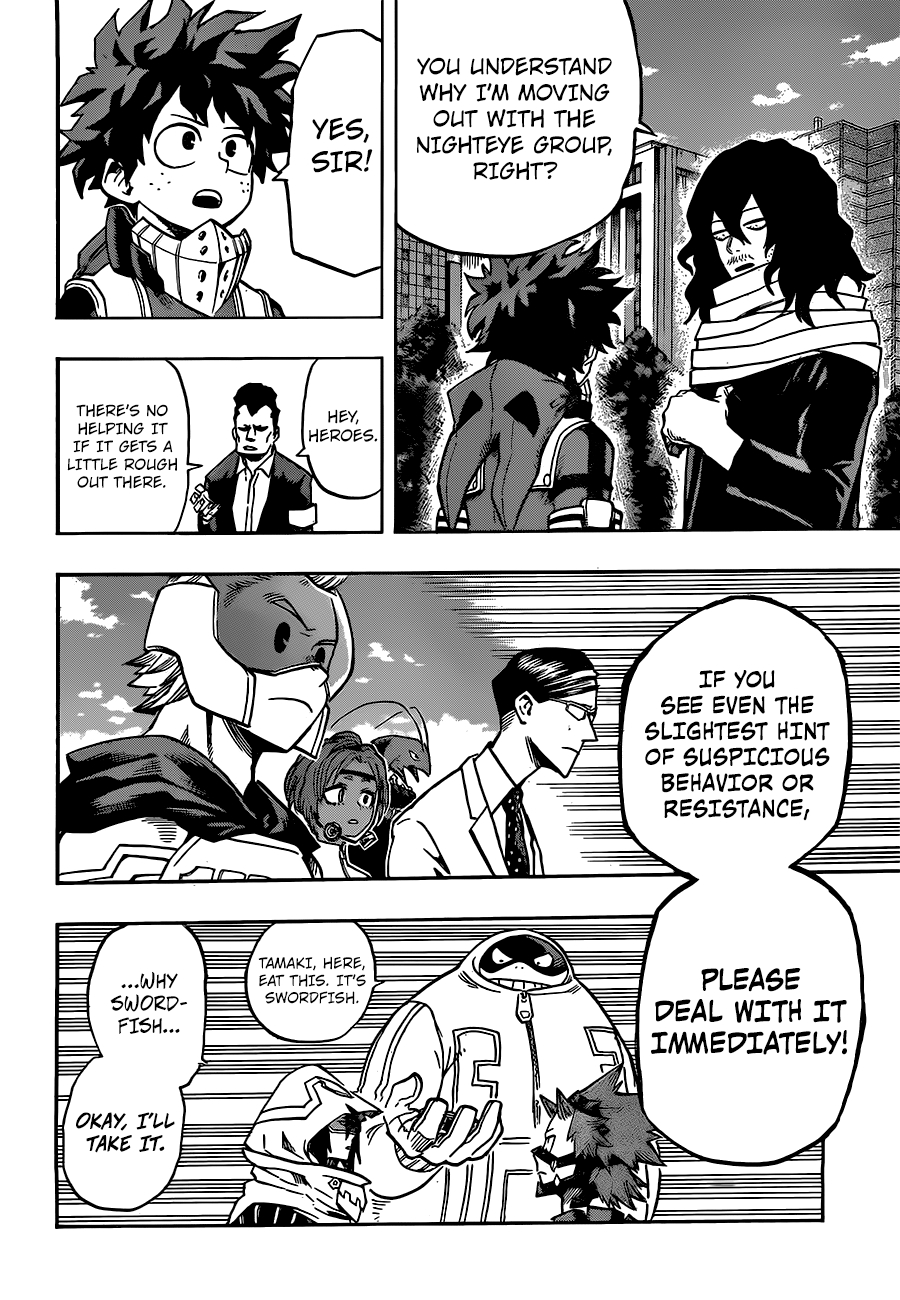 YOU UNDERSTAND
WHY I'M MOVING
OUT WITH THE
NIGHTEYE GROUP,
RIGHT?
YES,
SIR!
HEY,
HEROES.
THERE'S NO
HELPING IT
IF IT GETS A
LITTLE ROUGH
OUT THERE.
IF YOU
SEE EVEN THE
SLIGHTEST HINT
OF SUSPICIOUS
BEHAVIOR OR
RESISTANCE,
PLEASE
DEAL WITH IT
IMMEDIATELY!
TAMAKI, HERE,
EAT THIS. IT'S
SWORDFISH.
...WHY
SWORD-
FISH...
OKAY, I'LL
TAKE IT.